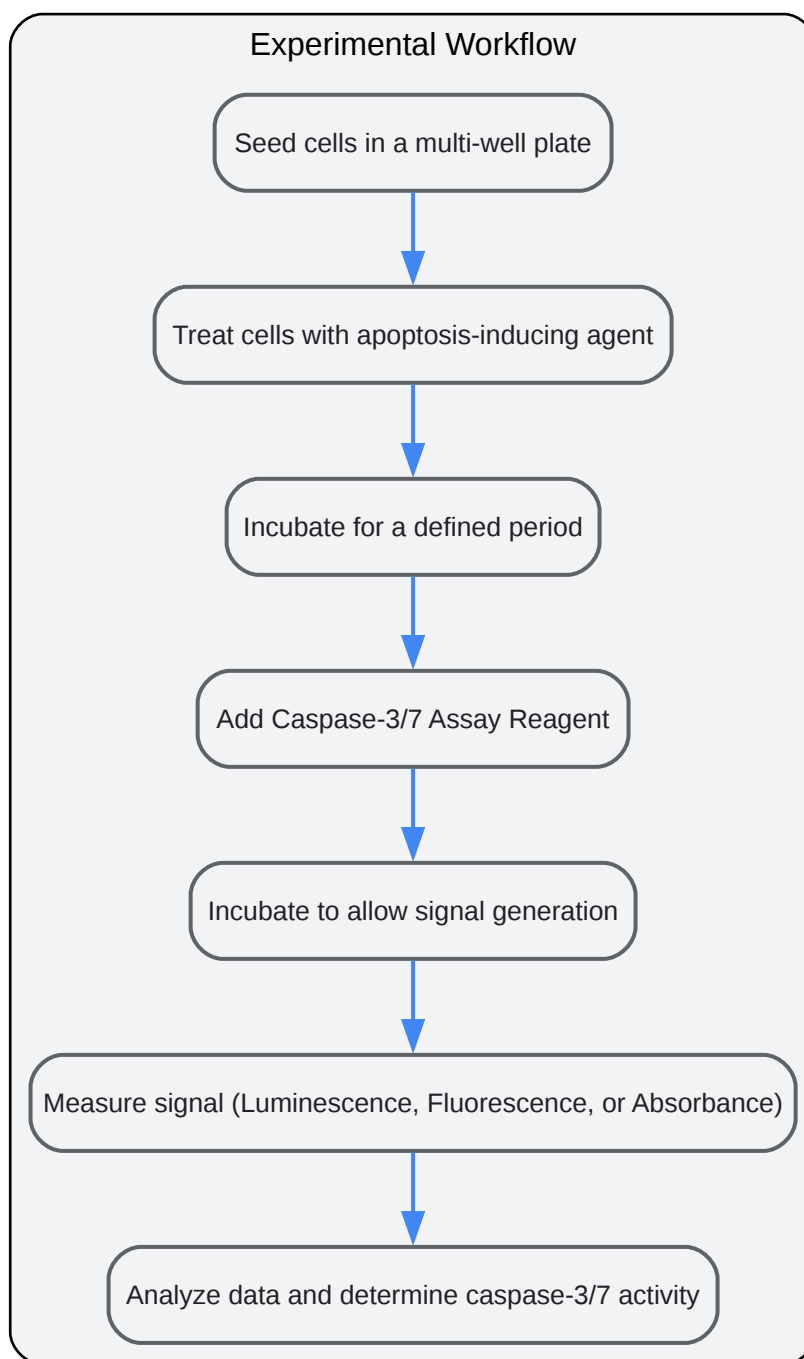 Experimental Workflow
Seed cells in a multi-well plate
Treat cells with apoptosis-inducing agent
Incubate for a defined period
Add Caspase-3/7 Assay Reagent
Incubate to allow signal generation
Measure signal (Luminescence, Fluorescence, or Absorbance)
Analyze data and determine caspase-3/7 activity